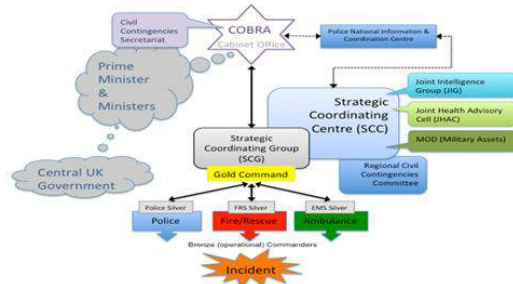 Civil
Contingencies
Secretariat
COBRA
Cabinet Office
Police National Information &
Coordination Centre
Prime
Minister
&
Ministers
Joint Intelligence
Group (JIG)
Strategic
Coordinating
Centre (SCC)
Joint Health Advisory
Cell (JHAC)
MOD (Military Assets)
Strategic
Coordinating Group
(SCG)
Gold Command
Regional Civil
Contingencies
Committee
Central UK
Government
Police Silver
FRS Silver
EMS Silver
Police
Fire/Rescue
Ambulance
Bronze (operational) Commanders
Incident